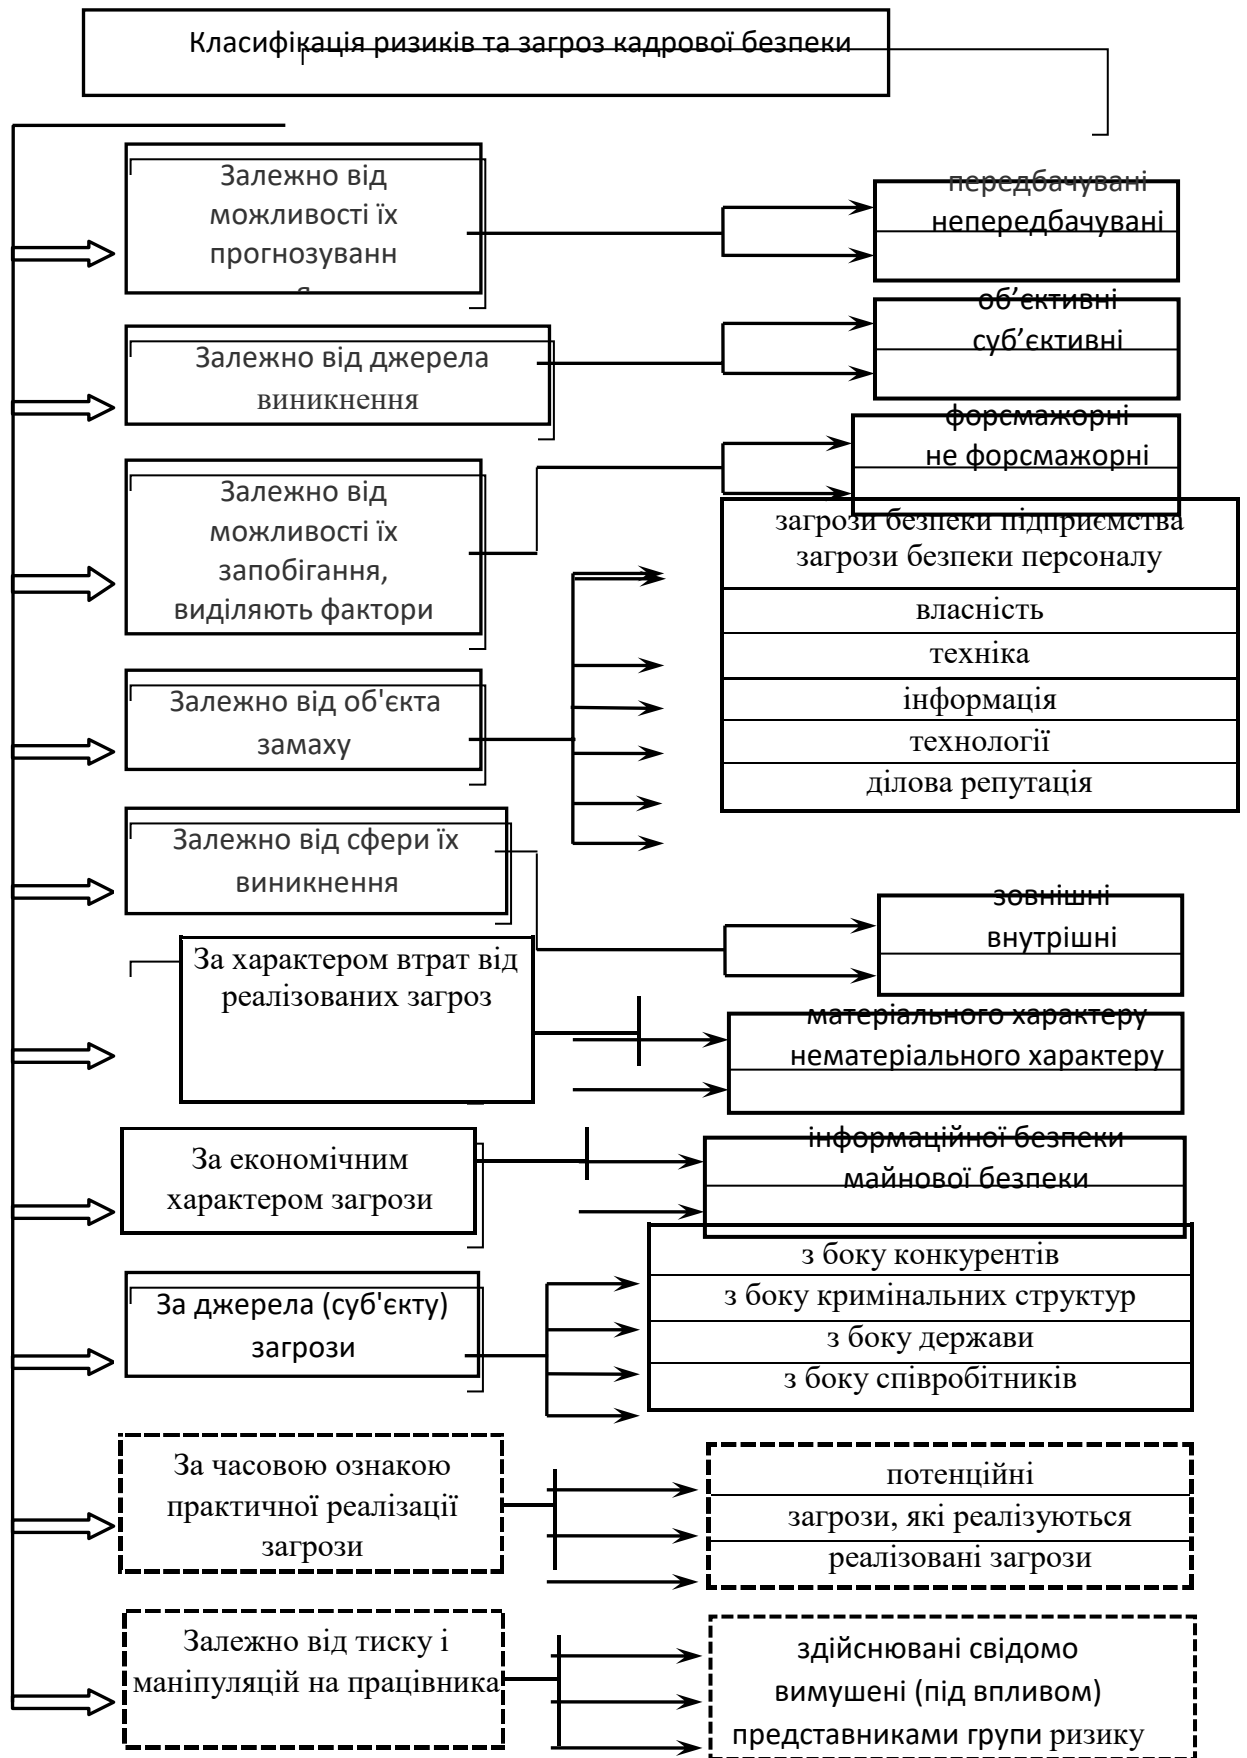 Класифікація ризиків та загроз кадрової безпеки
Залежно від
можливості їх
прогнозуванн
я
передбачувані
непередбачувані
Залежно від джерела
виникнення
об’єктивні
суб’єктивні
Залежно від
можливості їх
запобігання,
виділяють фактори
форсмажорні
не форсмажорні
Залежно від об'єкта
замаху
загрози безпеки підприємства
загрози безпеки персоналу
власність
техніка
інформація
технології
ділова репутація
Залежно від сфери їх
виникнення
зовнішні
внутрішні
За характером втрат від
реалізованих загроз
матеріального характеру
нематеріального характеру
За економічним
характером загрози
інформаційної безпеки
майнової безпеки
За джерела (суб'єкту)
загрози
з боку конкурентів
з боку кримінальних структур
з боку держави
з боку співробітників
За часовою ознакою
практичної реалізації
загрози
потенційні
загрози, які реалізуються
реалізовані загрози
Залежно від тиску і
маніпуляцій на працівника
здійснювані свідомо
вимушені (під впливом)
представниками групи ризику